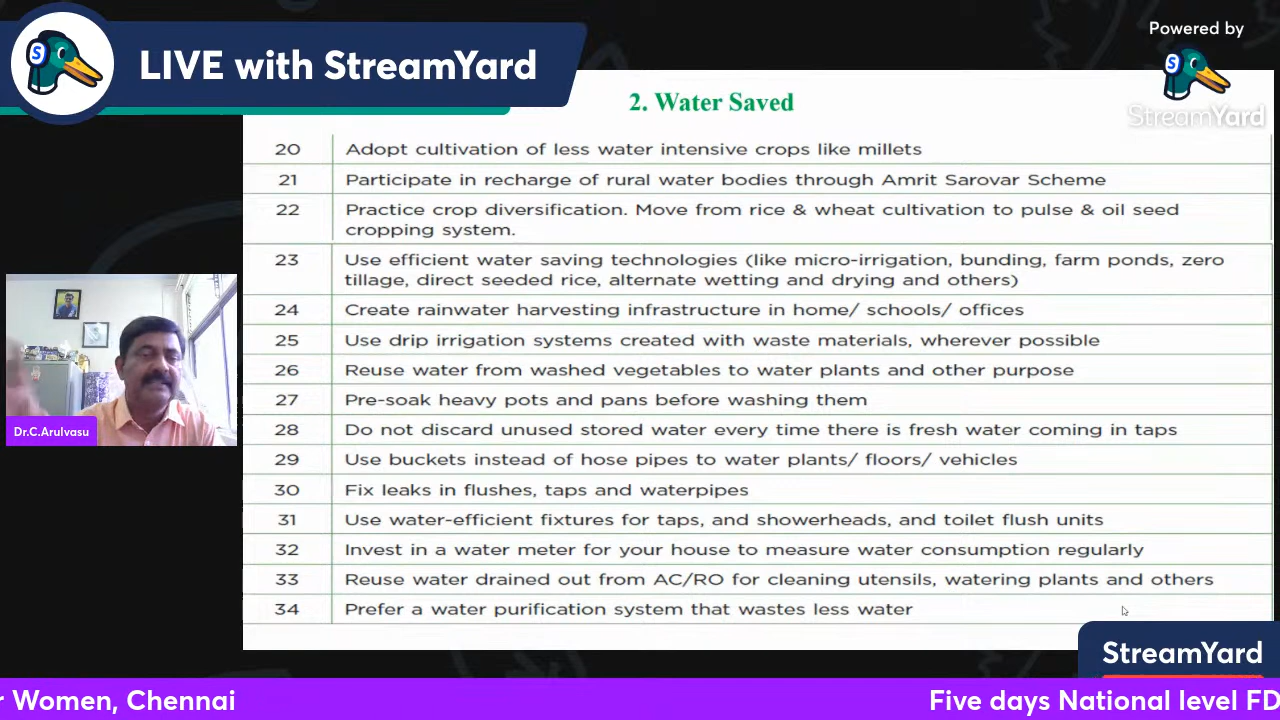 LIVE with StreamYard
Powered by
StreamYard
2. Water Saved
20 Adopt cultivation of less water intensive crops like millets
21 Participate in recharge of rural water bodies through Amrit Sarovar Scheme
22 Practice crop diversification. Move from rice & wheat cultivation to pulse & oil seed
cropping system.
23 Use efficient water saving technologies (like micro-irrigation, bunding, farm ponds, zero
tillage, direct seeded rice, alternate wetting and drying and others)
24 Create rainwater harvesting infrastructure in home/ schools/ offices
25 Use drip irrigation systems created with waste materials, wherever possible
26 Reuse water from washed vegetables to water plants and other purpose
27 Pre-soak heavy pots and pans before washing them
28 Do not discard unused stored water every time there is fresh water coming in taps
29 Use buckets instead of hose pipes to water plants/ floors/ vehicles
30 Fix leaks in flushes, taps and waterpipes
31 Use water-efficient fixtures for taps, and showerheads, and toilet flush units
32 Invest in a water meter for your house to measure water consumption regularly
33 Reuse water drained out from AC/RO for cleaning utensils, watering plants and others
34 Prefer a water purification system that wastes less water
Dr.C.Arulvasu
StreamYard
r Women, Chennai
Five days National level FD